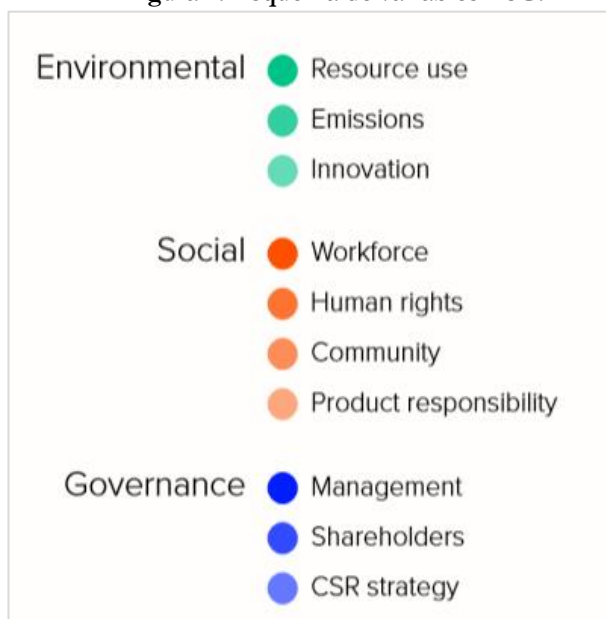 Environmental Resource use
Emissions
Innovation
Social Workforce
Human rights
Community
Product responsibility
Governance Management
Shareholders
CSR strategy